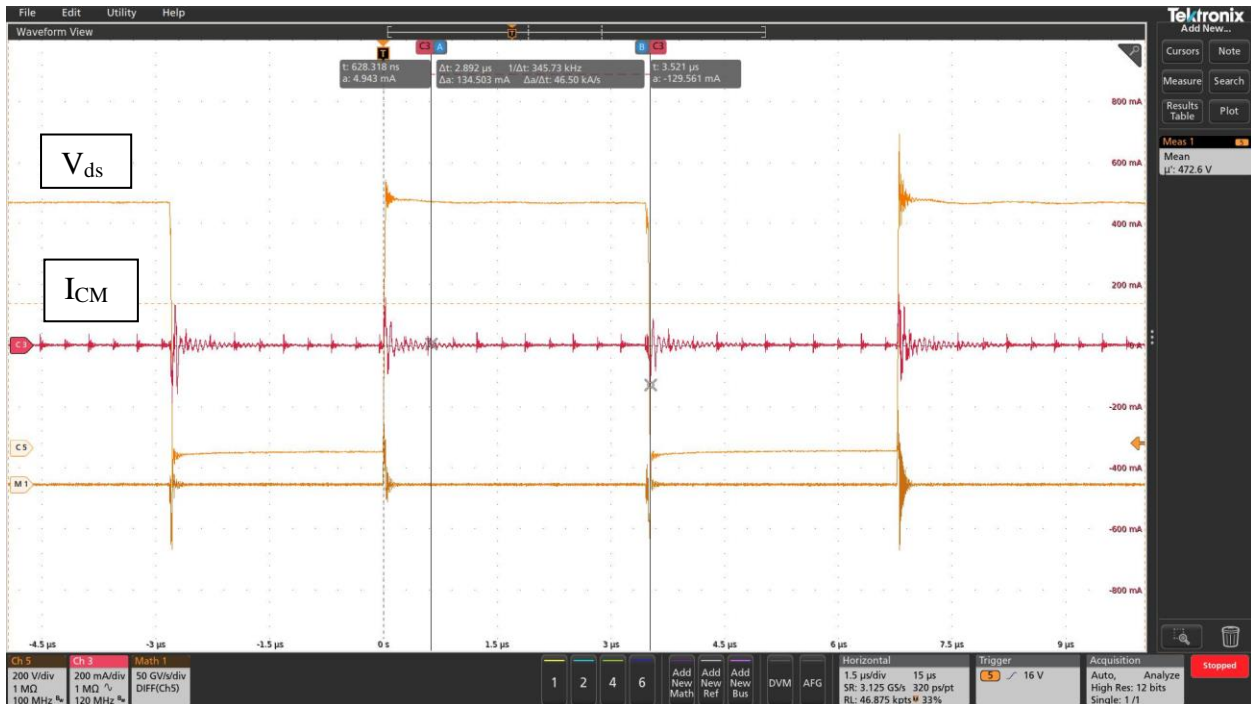 File Edit Utility Help
Tektronix
Waveform View
Add New...
Cursors Note
Measure Search
Results Table Plot
Meas 1 5
Mean
µ': 472.6 V
T
T
C3 A
B C3
t: 628.318 ns
a: 4.943 mA
Δt: 2.892 µs 1/Δt: 345.73 kHz
Δa: 134.503 mA Δa/Δt: 46.50 kA/s
t: 3.521 µs
a: -129.561 mA
Vds
ICM
C 3
C 5
M 1
800 mA
600 mA
400 mA
200 mA
0 A
-200 mA
-400 mA
-600 mA
-800 mA
-4.5 µs -3 µs -1.5 µs 0 s 1.5 µs 3 µs 4.5 µs 6 µs 7.5 µs 9 µs
Ch 5
200 V/div
1 MΩ
100 MHz
Ch 3
200 mA/div
1 MΩ
120 MHz
Math 1
50 GV/s/div
DIFF(Ch5)
1 2 4 6
Add New Math
Add New Ref
Add New Bus
DVM AFG
Horizontal
1.5 µs/div 15 µs
SR: 3.125 GS/s 320 ps/pt
RL: 46.875 kpts 33%
Trigger
5 16 V
Acquisition
Auto, Analyze
High Res: 12 bits
Single: 1 /1
Stopped